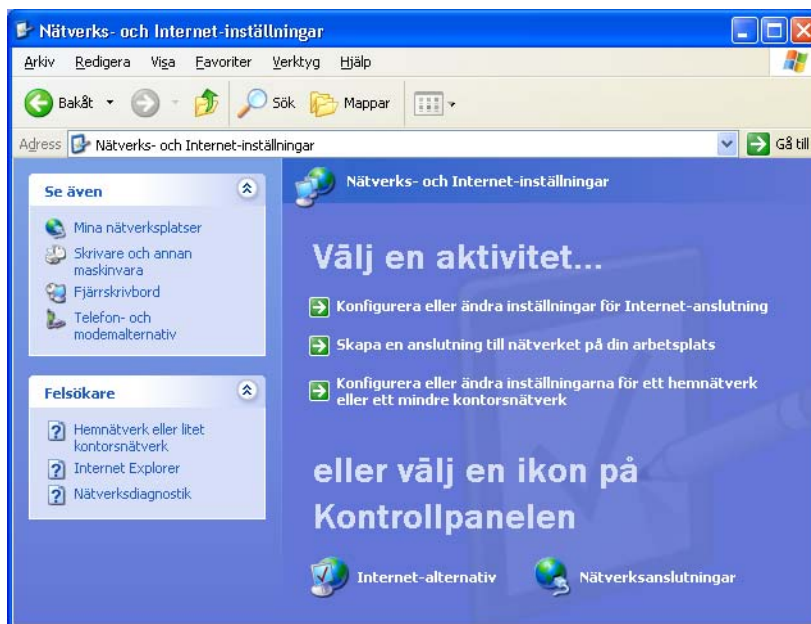 Nätverks- och Internet-inställningar
Arkiv Redigera Visa Favoriter Verktyg Hjälp
Bakåt Sök Mappar
Adress Nätverks- och Internet-inställningar Gå till
Se även
Mina nätverksplatser
Skrivare och annan
maskinvara
Fjärrskrivbord
Telefon- och
modemalternativ
Felsökare
Hemnätverk eller litet
kontorsnätverk
Internet Explorer
Nätverksdiagnostik
Nätverks- och Internet-inställningar
Välj en aktivitet...
Konfigurera eller ändra inställningar för Internet-anslutning
Skapa en anslutning till nätverket på din arbetsplats
Konfigurera eller ändra inställningarna för ett hemnätverk
eller ett mindre kontorsnätverk
eller välj en ikon på
Kontrollpanelen
Internet-alternativ Nätverksanslutningar